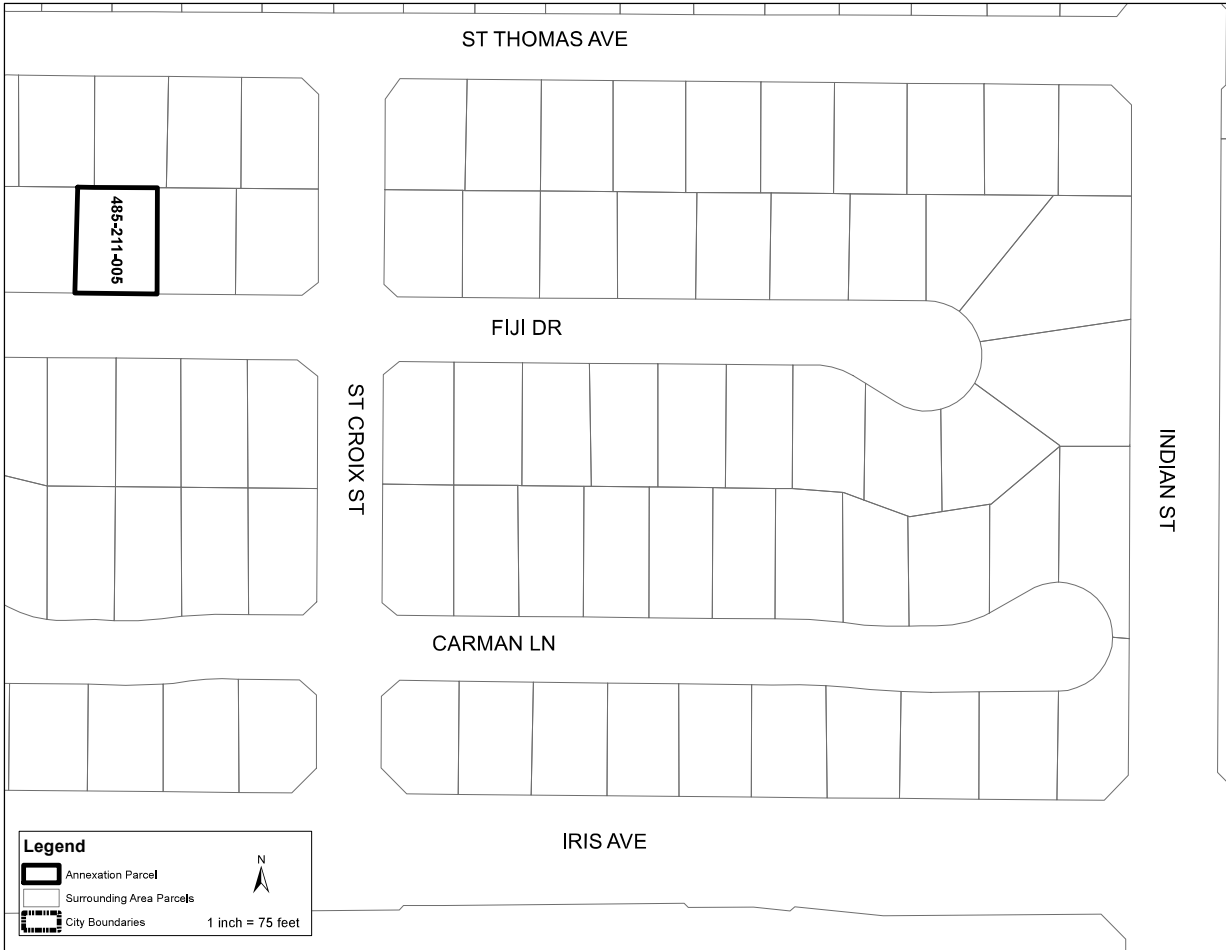 ST THOMAS AVE
485-211-005
FIJI DR
ST CROIX ST
INDIAN ST
CARMAN LN
IRIS AVE
Legend
Annexation Parcel
Surrounding Area Parcels
City Boundaries
N
1 inch = 75 feet